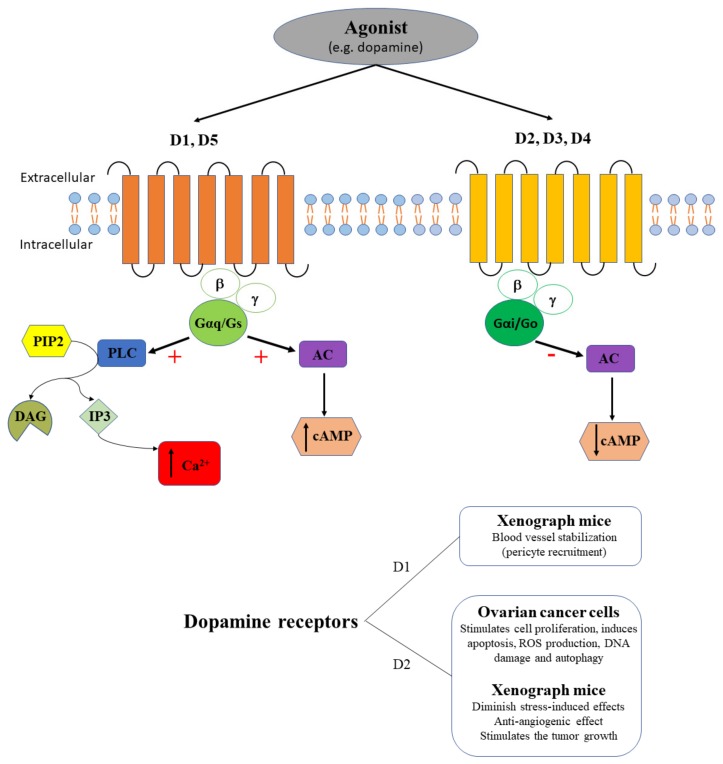 Agonist
(e.g. dopamine)
D1, D5
D2, D3, D4
Extracellular
Intracellular
β
γ
Gαq/Gs
β
γ
Gαi/Go
PIP2
PLC
+
+
AC
-
AC
DAG
IP3
cAMP
cAMP
Ca²⁺
Xenograph mice
Blood vessel stabilization
(pericyte recruitment)
D1
Dopamine receptors
D2
Ovarian cancer cells
Stimulates cell proliferation, induces
apoptosis, ROS production, DNA
damage and autophagy
Xenograph mice
Diminish stress-induced effects
Anti-angiogenic effect
Stimulates the tumor growth